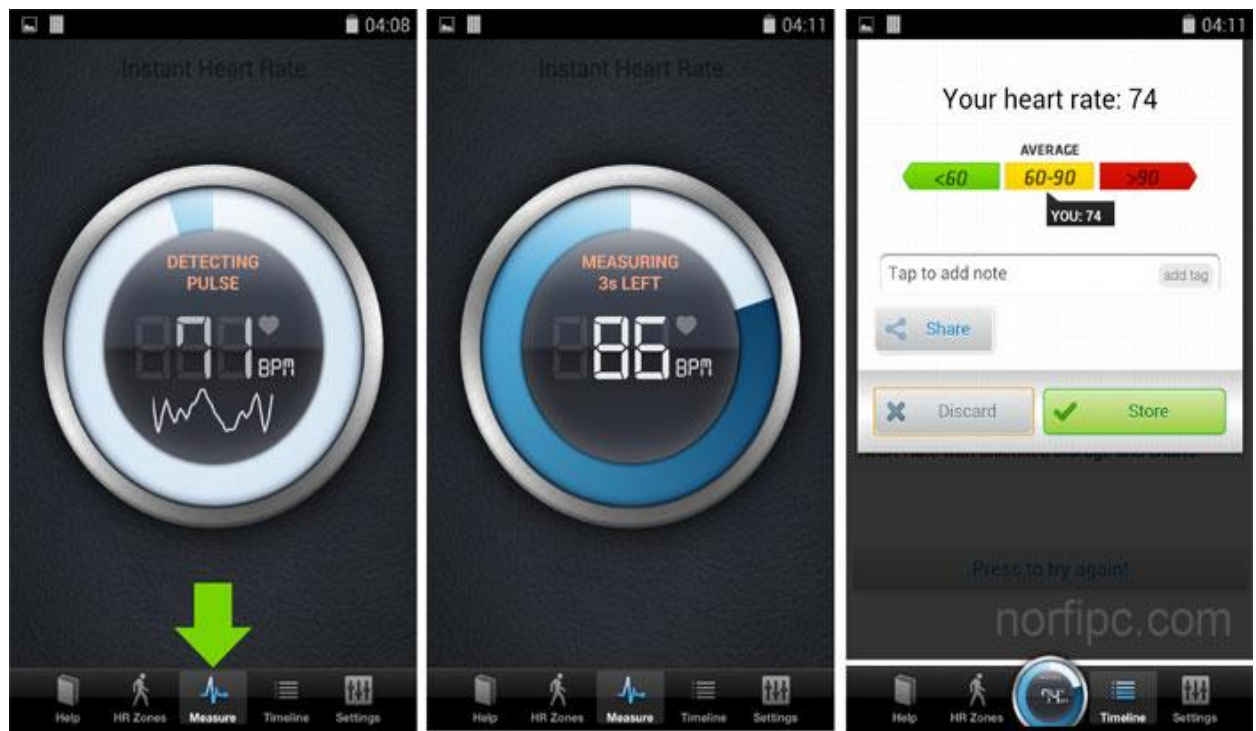 04:08
Instant Heart Rate
DETECTING
PULSE
71 BPM
Help HR Zones Measure Timeline Settings
04:11
Instant Heart Rate
MEASURING
3s LEFT
86 BPM
Help HR Zones Measure Timeline Settings
04:11
Your heart rate: 74
AVERAGE
<60 60-90 >90
YOU: 74
Tap to add note add tag
Share
Discard Store
Press to try again!
norfipc.com
74
Help HR Zones Timeline Settings